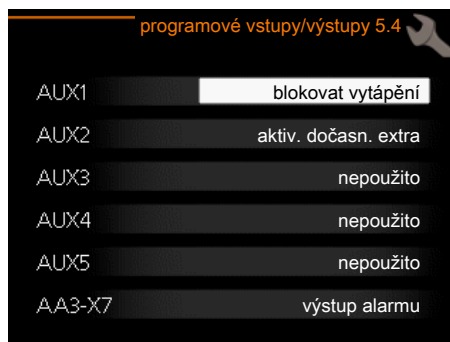 programové vstupy/výstupy 5.4
AUX1 blokovat vytápění
AUX2 aktiv. dočasn. extra
AUX3 nepoužito
AUX4 nepoužito
AUX5 nepoužito
AA3-X7 výstup alarmu